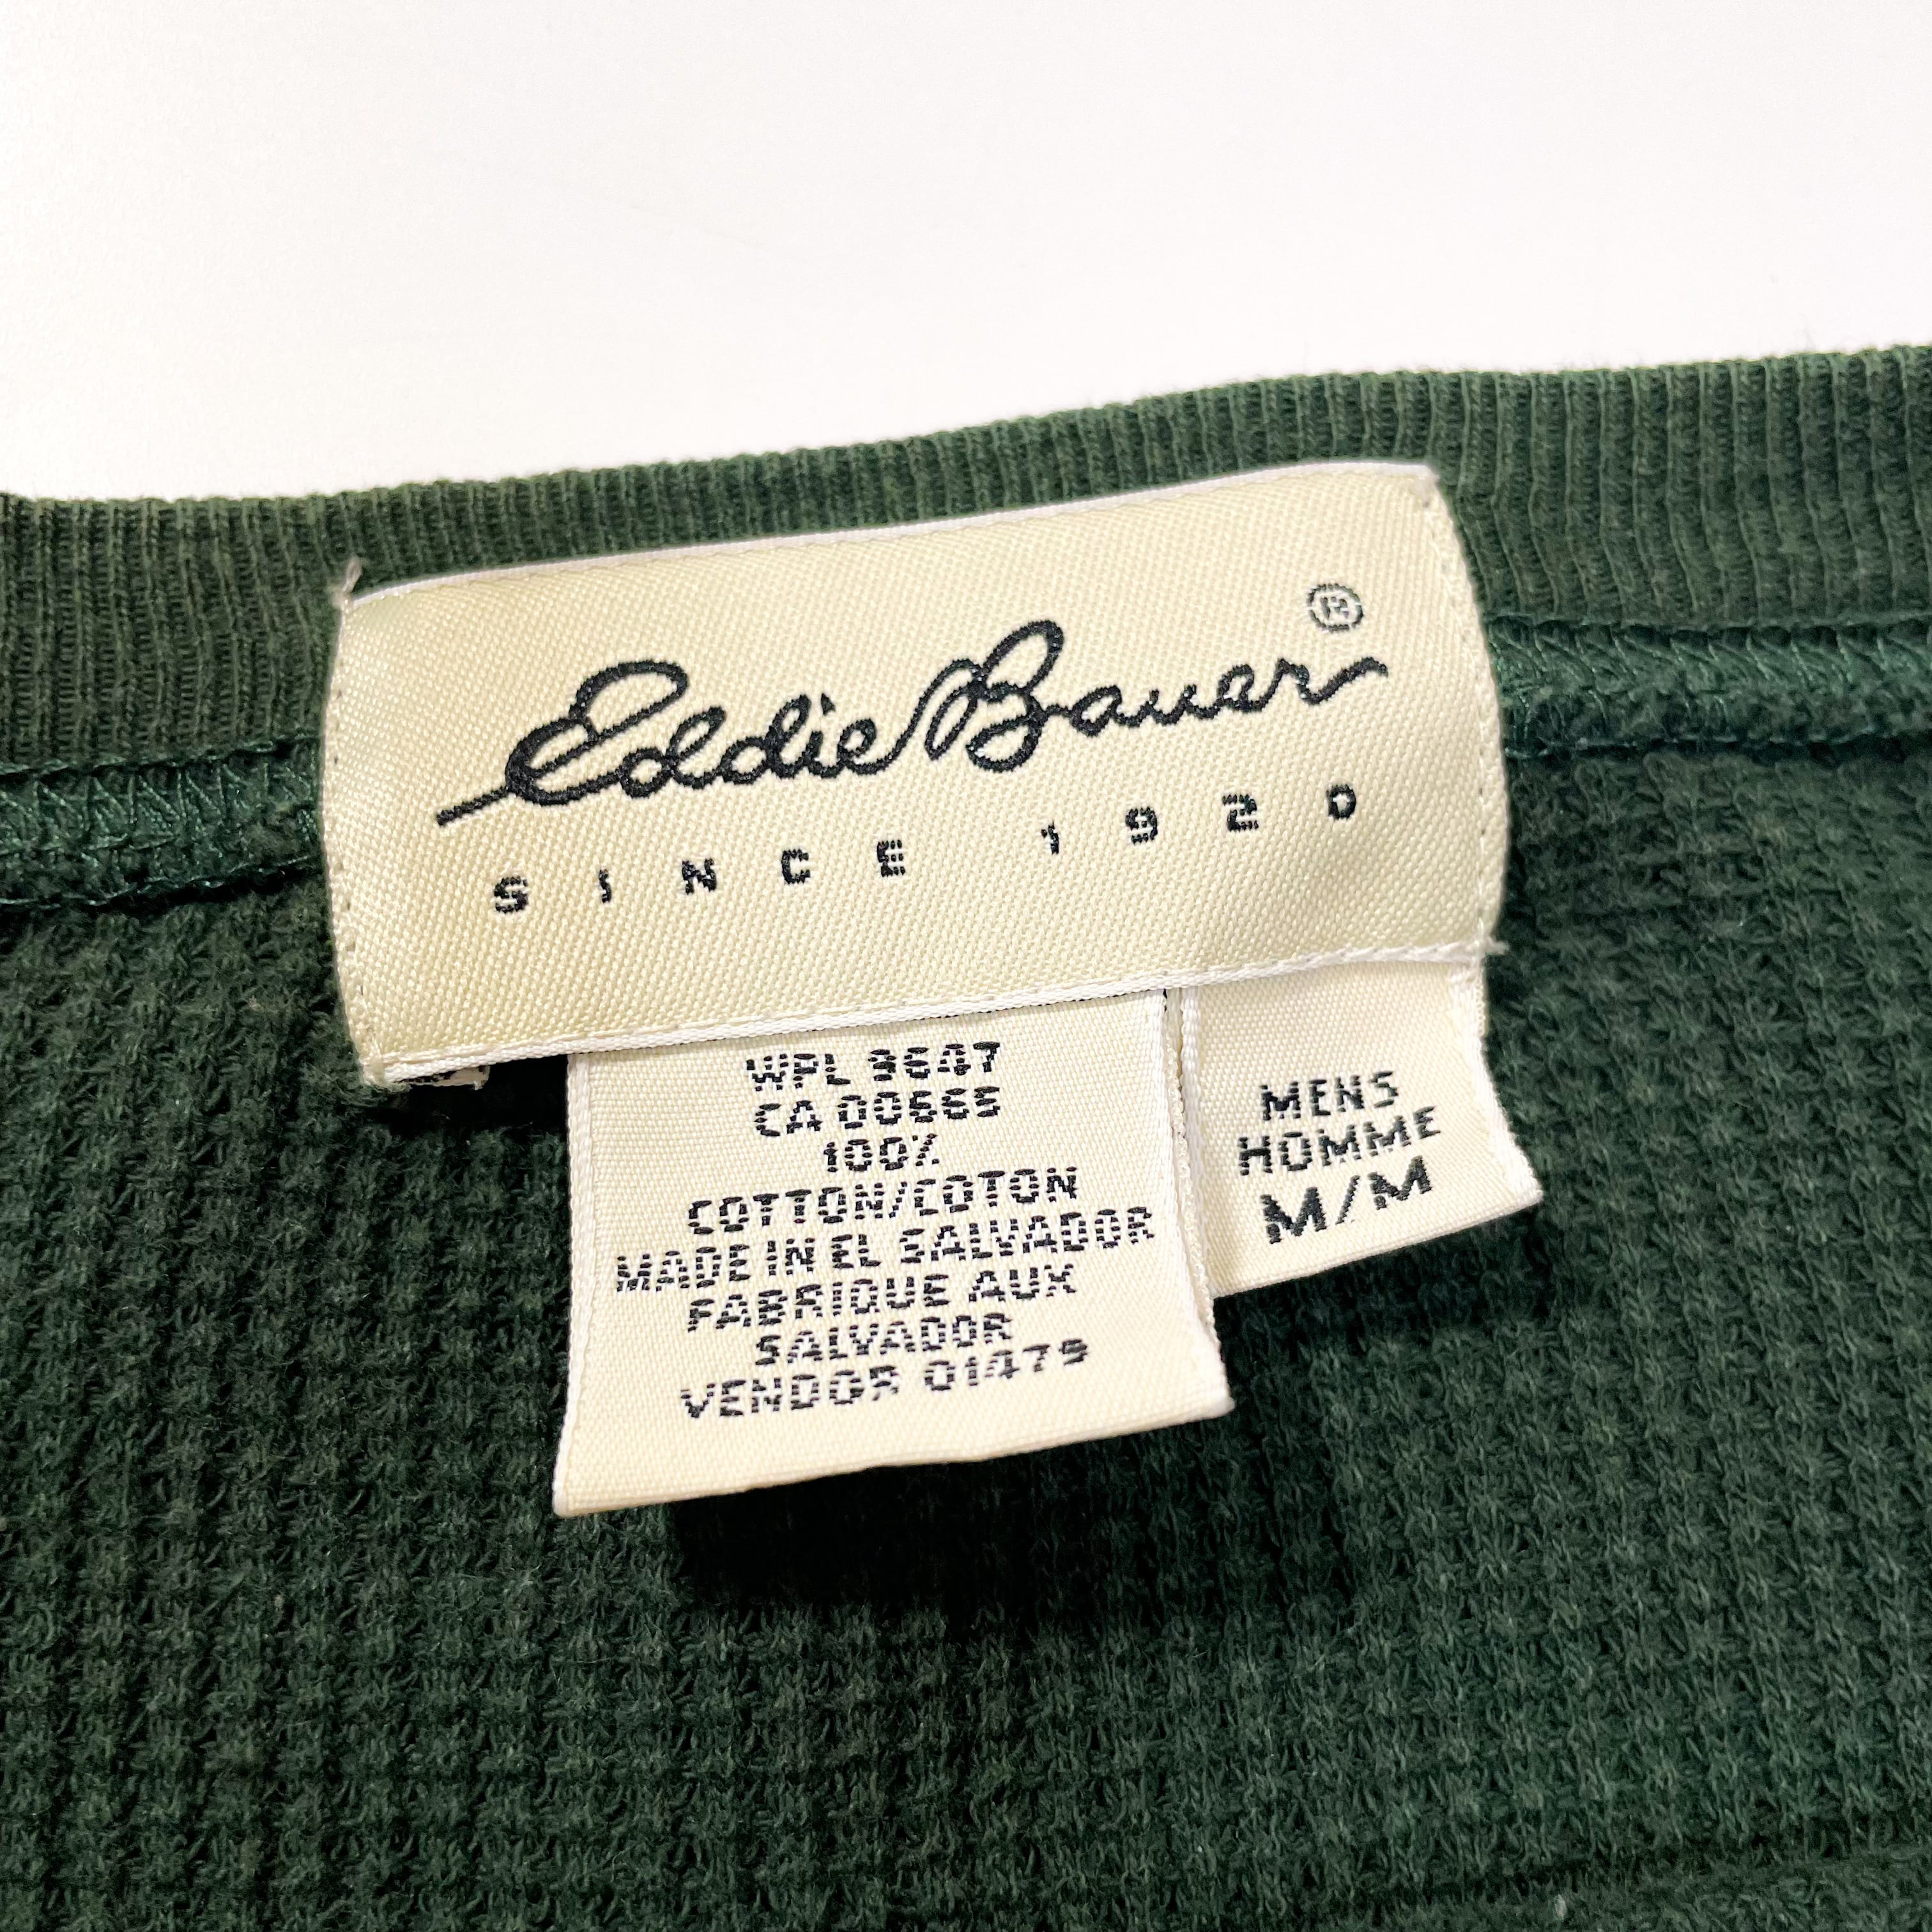 Eddie Bauer ®
SINCE 1920
WPL 8647
CA 00565
100%
COTTON/COTON
MADE IN EL SALVADOR
FABRIQUE AUX
SALVADOR
VENDOR 01479
MENS
HOMME
M/M